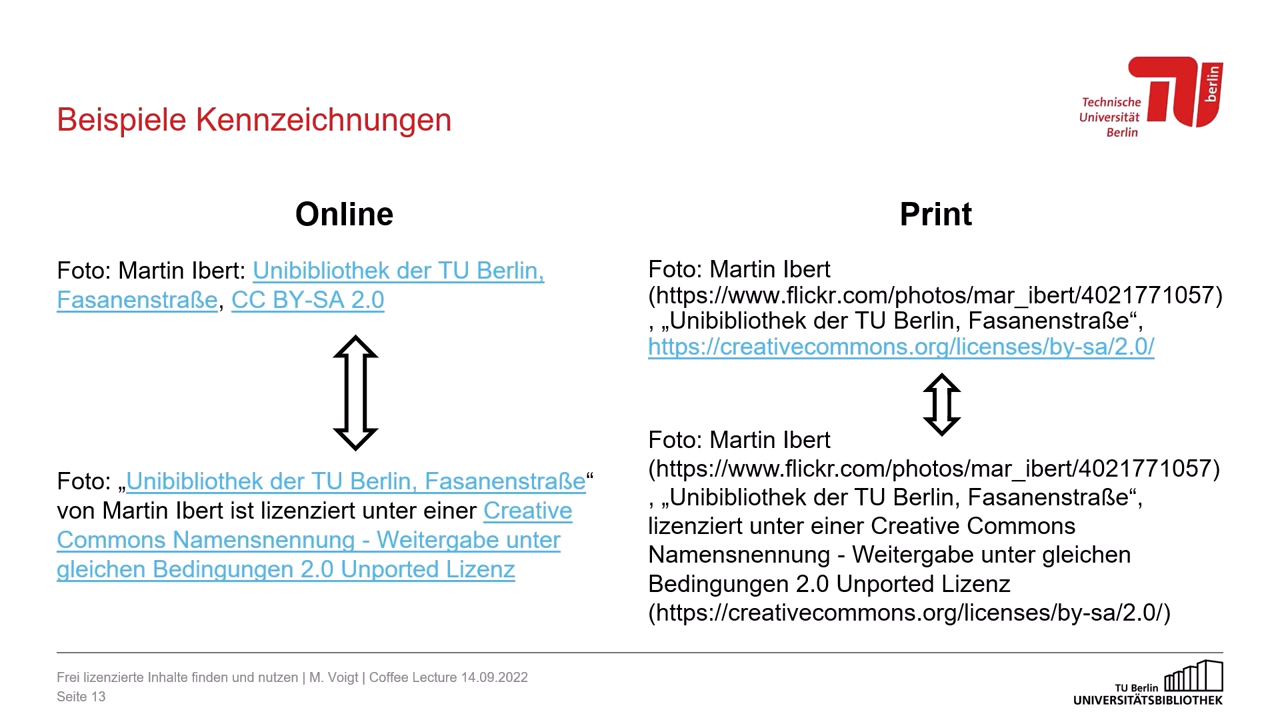 Technische
Universität
Berlin
berlin
Beispiele Kennzeichnungen
Online
Foto: Martin Ibert: Unibibliothek der TU Berlin,
Fasanenstraße, CC BY-SA 2.0
Foto: „Unibibliothek der TU Berlin, Fasanenstraße“
von Martin Ibert ist lizenziert unter einer Creative
Commons Namensnennung - Weitergabe unter
gleichen Bedingungen 2.0 Unported Lizenz
Print
Foto: Martin Ibert
(https://www.flickr.com/photos/mar_ibert/4021771057)
, „Unibibliothek der TU Berlin, Fasanenstraße“,
https://creativecommons.org/licenses/by-sa/2.0/
Foto: Martin Ibert
(https://www.flickr.com/photos/mar_ibert/4021771057)
, „Unibibliothek der TU Berlin, Fasanenstraße“,
lizenziert unter einer Creative Commons
Namensnennung - Weitergabe unter gleichen
Bedingungen 2.0 Unported Lizenz
(https://creativecommons.org/licenses/by-sa/2.0/)
Frei lizenzierte Inhalte finden und nutzen | M. Voigt | Coffee Lecture 14.09.2022
Seite 13
TU Berlin
UNIVERSITÄTSBIBLIOTHEK